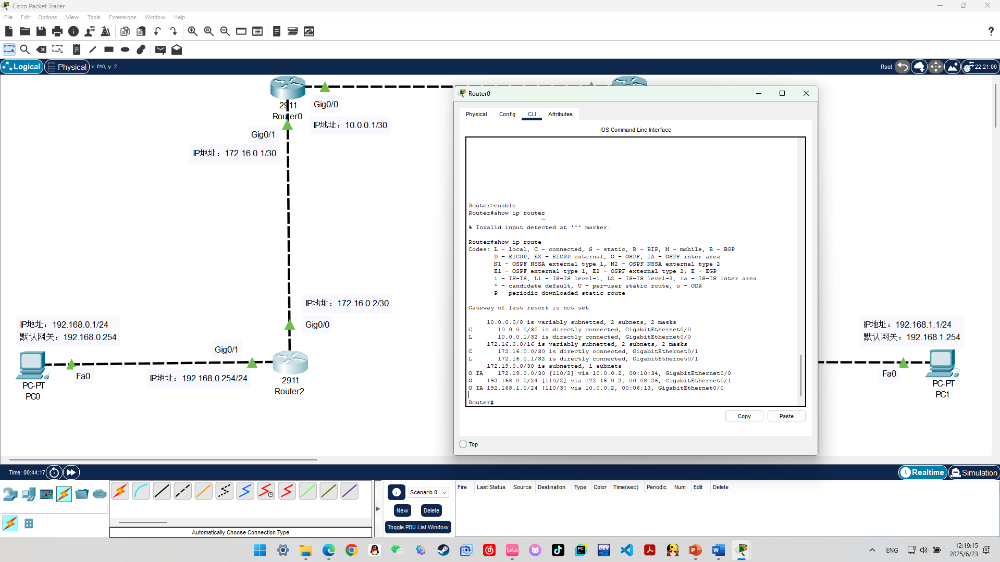 Cisco Packet Tracer
File Edit Options View Tools Extensions Window Help
Logical Physical x: 610, y: 2 Root 22:21:00
2911
Router0
Gig0/0
IP地址：10.0.0.1/30
Gig0/1
IP地址：172.16.0.1/30
IP地址：172.16.0.2/30
Gig0/0
IP地址：192.168.0.1/24
默认网关：192.168.0.254
Gig0/1
Fa0
IP地址：192.168.0.254/24
PC-PT
PC0
2911
Router2
Router0
Physical Config CLI Attributes
IOS Command Line Interface
Router>enable
Router#show ip router
^
% Invalid input detected at '^' marker.
Router#show ip route
Codes: L - local, C - connected, S - static, R - RIP, M - mobile, B - BGP
D - EIGRP, EX - EIGRP external, O - OSPF, IA - OSPF inter area
N1 - OSPF NSSA external type 1, N2 - OSPF NSSA external type 2
E1 - OSPF external type 1, E2 - OSPF external type 2, E - EGP
i - IS-IS, L1 - IS-IS level-1, L2 - IS-IS level-2, ia - IS-IS inter area
* - candidate default, U - per-user static route, o - ODR
P - periodic downloaded static route
Gateway of last resort is not set
10.0.0.0/8 is variably subnetted, 2 subnets, 2 masks
C 10.0.0.0/30 is directly connected, GigabitEthernet0/0
L 10.0.0.1/32 is directly connected, GigabitEthernet0/0
172.16.0.0/16 is variably subnetted, 2 subnets, 2 masks
C 172.16.0.0/30 is directly connected, GigabitEthernet0/1
L 172.16.0.1/32 is directly connected, GigabitEthernet0/1
172.19.0.0/30 is subnetted, 1 subnets
O IA 172.19.0.0/30 [110/2] via 10.0.0.2, 00:10:34, GigabitEthernet0/0
O 192.168.0.0/24 [110/2] via 172.16.0.2, 00:08:26, GigabitEthernet0/1
O IA 192.168.1.0/24 [110/3] via 10.0.0.2, 00:06:13, GigabitEthernet0/0
Router#
Copy Paste
Top
IP地址：192.168.1.1/24
默认网关：192.168.1.254
Fa0
PC-PT
PC1
Time: 00:44:17 Realtime Simulation
Automatically Choose Connection Type
Scenario 0
New Delete
Toggle PDU List Window
Fire Last Status Source Destination Type Color Time(sec) Periodic Num Edit Delete
ENG
12:19:15
2025/6/23